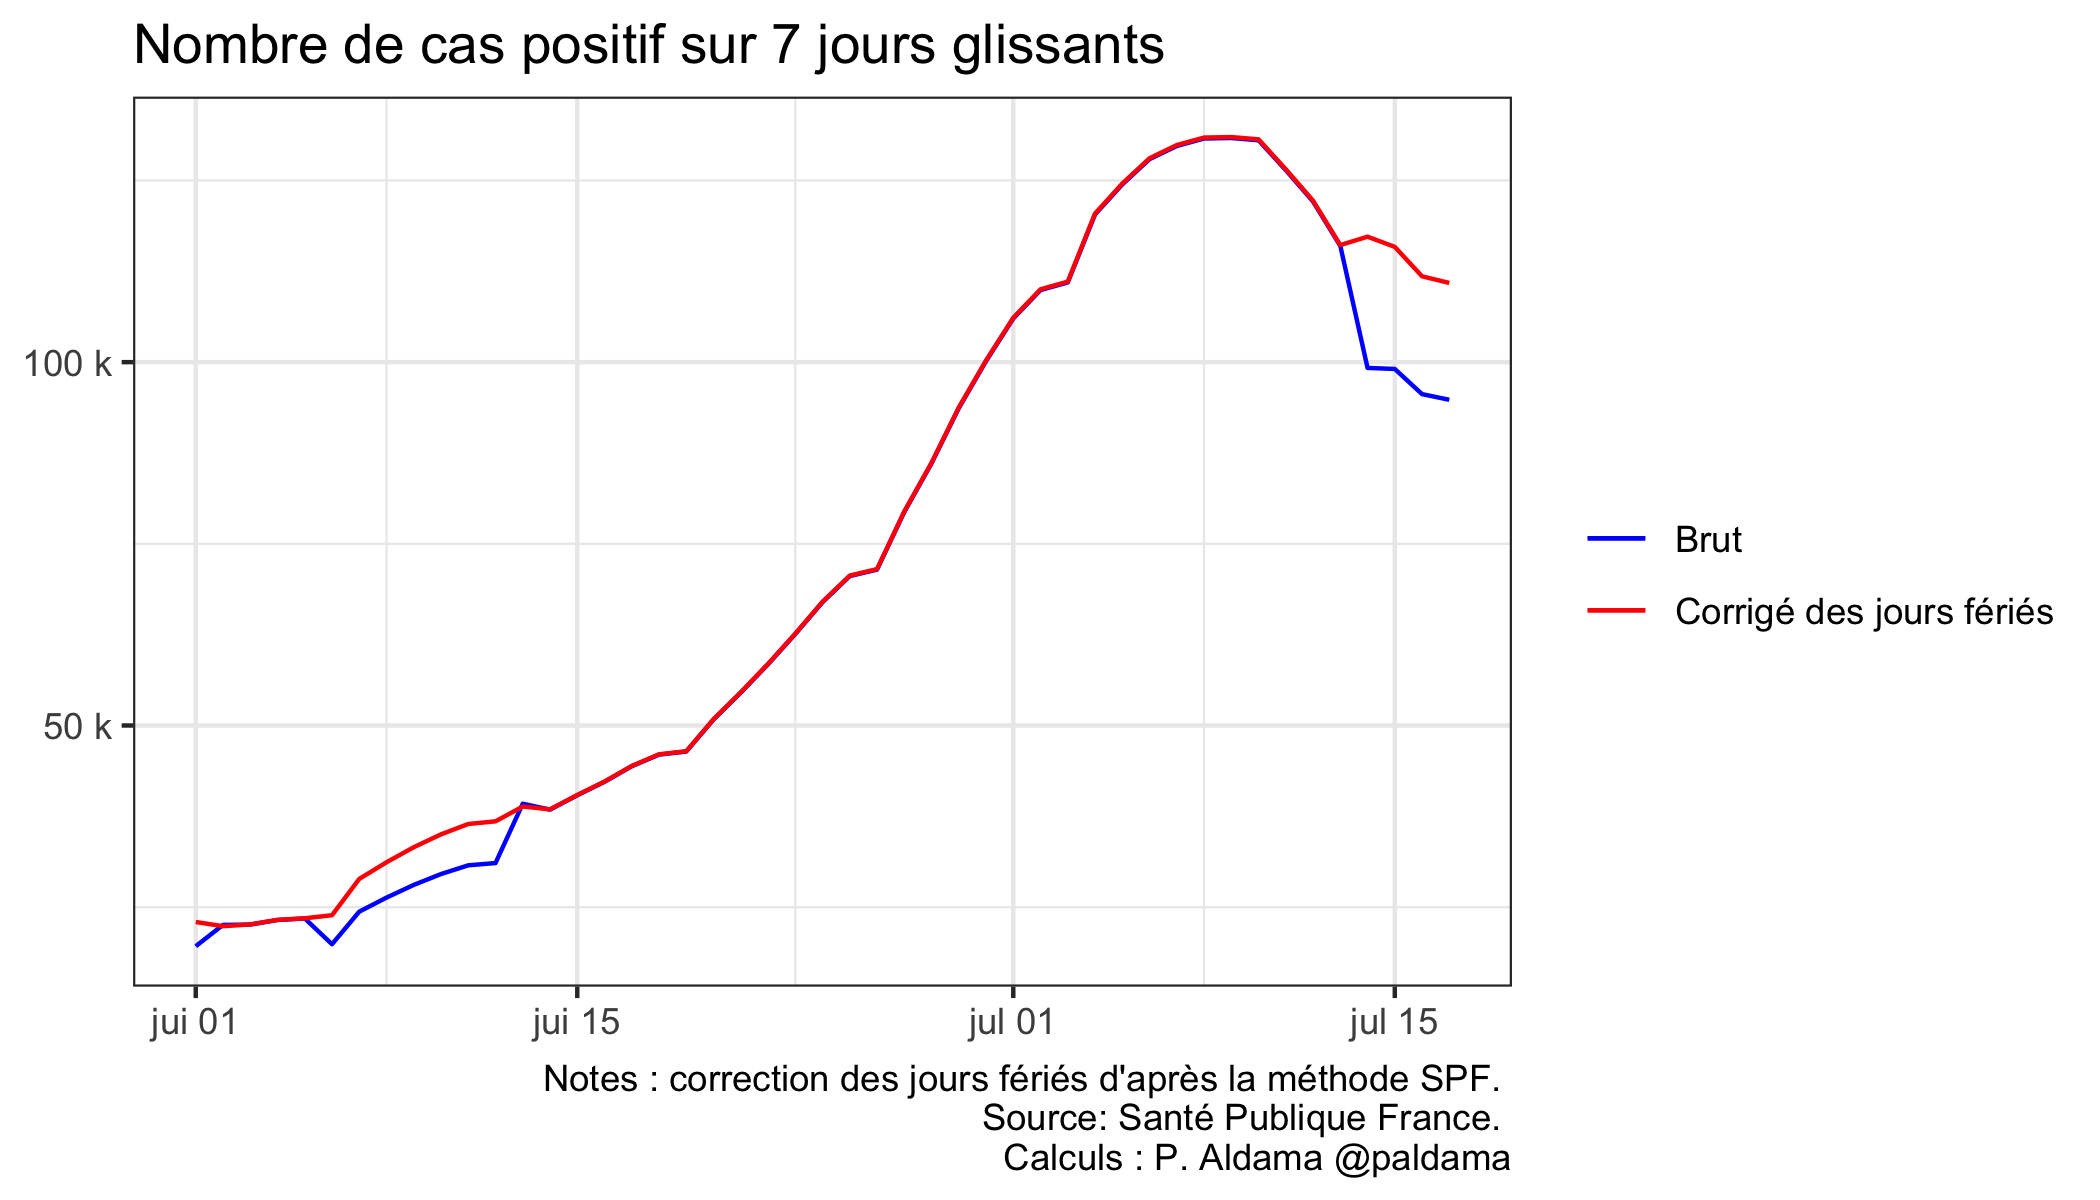 Nombre de cas positif sur 7 jours glissants
100 k
50 k
Brut
Corrigé des jours fériés
jui 01
jui 15
jul 01
jul 15
Notes : correction des jours fériés d'après la méthode SPF.
Source: Santé Publique France.
Calculs : P. Aldama @paldama